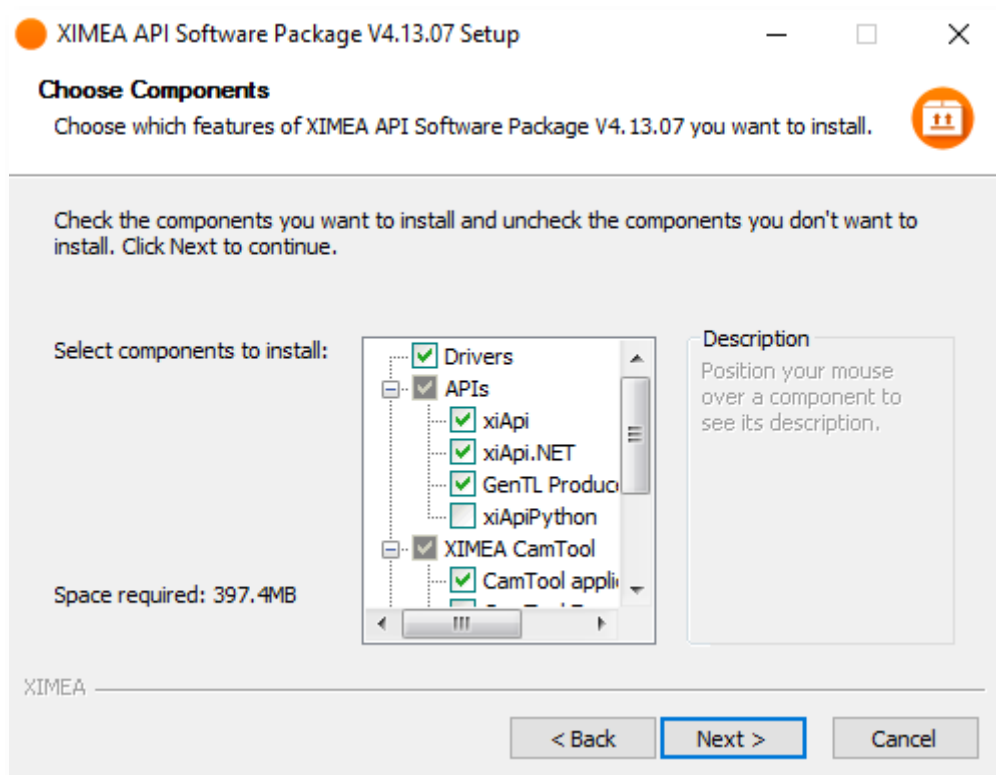 XIMEA API Software Package V4.13.07 Setup
Choose Components
Choose which features of XIMEA API Software Package V4.13.07 you want to install.
Check the components you want to install and uncheck the components you don't want to
install. Click Next to continue.
Select components to install:
Drivers
APIs
xiApi
xiApi.NET
GenTL Produc
xiApiPython
XIMEA CamTool
CamTool appli
Description
Position your mouse
over a component to
see its description.
Space required: 397.4MB
XIMEA
< Back
Next >
Cancel